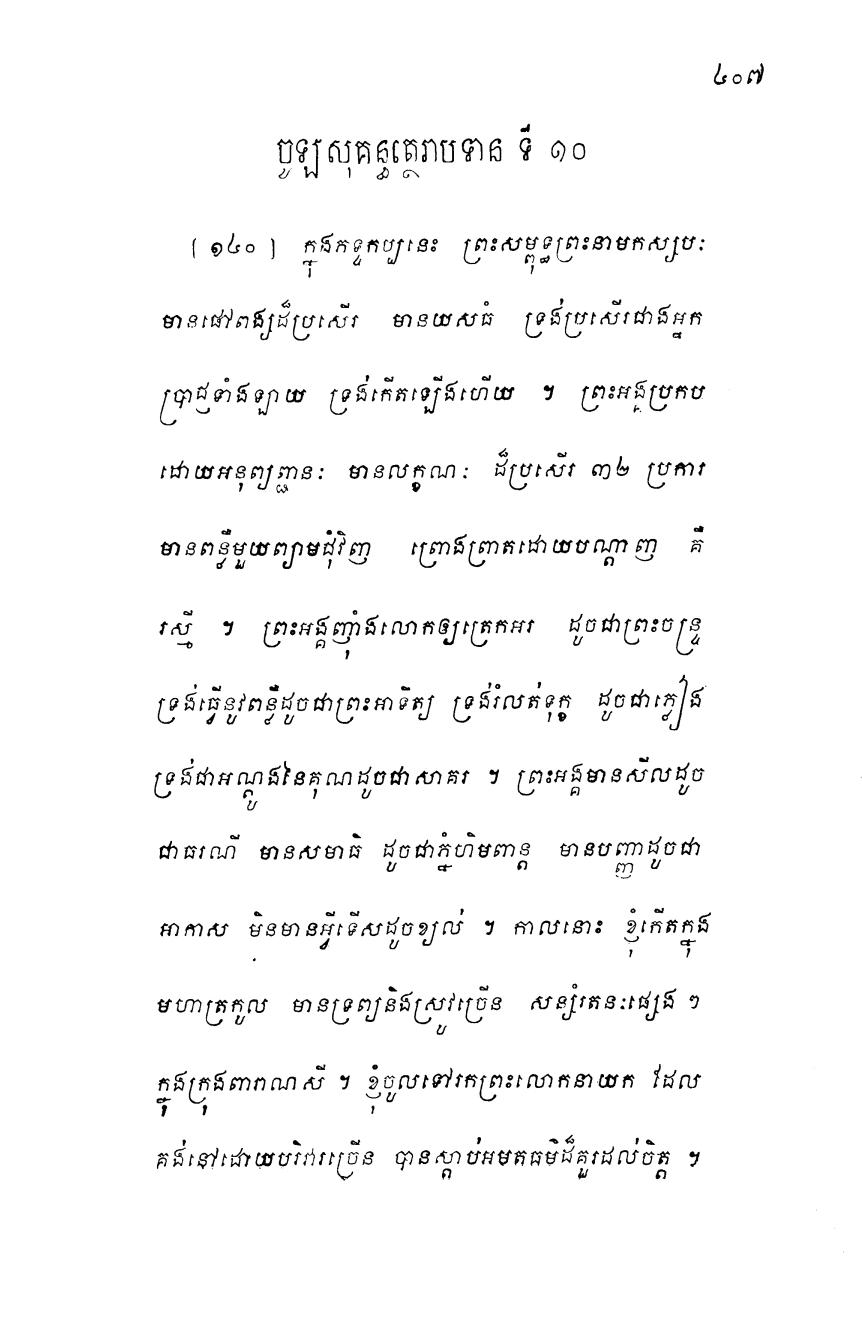 ៤០៧
ចូឡសុគន្ធត្ថេរាបទាន ទី ១០
[ ១៤០ ] ក្នុងភទ្ទកប្បនេះ ព្រះសម្ពុទ្ធព្រះនាមកស្សបៈ
មានផៅពង្សដ៏ប្រសើរ មានយសធំ ទ្រង់ប្រសើរជាងអ្នក
ប្រាជ្ញទាំងឡាយ ទ្រង់កើតឡើងហើយ ។ ព្រះអង្គប្រកប
ដោយអនុព្យញ្ជនៈ មានលក្ខណៈ ដ៏ប្រសើរ ៣២ ប្រការ
មានពន្លឺមួយព្យាមជុំវិញ ព្រោងព្រាតដោយបណ្តាញ គឺ
រស្មី ។ ព្រះអង្គញ៉ាំងលោកឲ្យត្រេកអរ ដូចជាព្រះចន្ទ្រ
ទ្រង់ធ្វើនូវពន្លឺដូចជាព្រះអាទិត្យ ទ្រង់រំលត់ទុក្ខ ដូចជាភ្លៀង
ទ្រង់ជាអណ្តូងនៃគុណដូចជាសាគរ ។ ព្រះអង្គមានសីលដូច
ជាធរណី មានសមាធិ ដូចជាភ្នំហិមពាន្ត មានបញ្ញាដូចជា
អាកាស មិនមានអ្វីទើសដូចខ្យល់ ។ កាលនោះ ខ្ញុំកើតក្នុង
មហាត្រកូល មានទ្រព្យនិងស្រូវច្រើន សន្សំរតនៈផ្សេង ៗ
ក្នុងក្រុងពារាណសី ។ ខ្ញុំចូលទៅរកព្រះលោកនាយក ដែល
គង់នៅដោយបរិវារច្រើន បានស្តាប់អមតធម៌ដ៏គួរដល់ចិត្ត ។